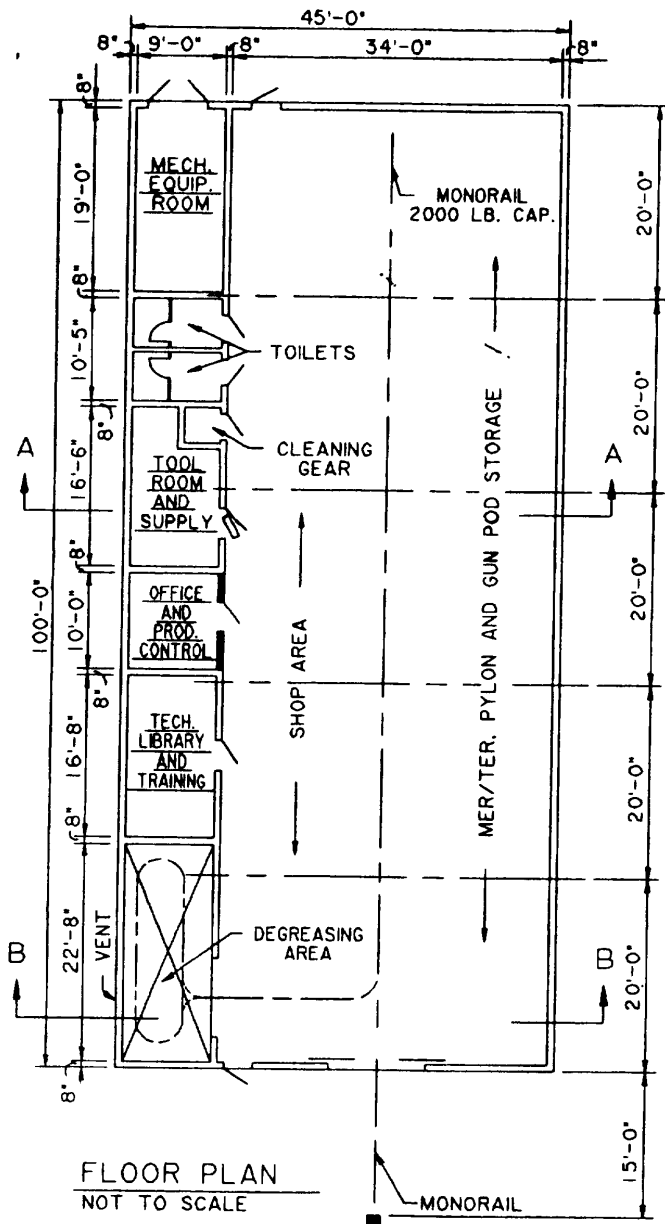 45'-0"
8" 9'-0" 8" 34'-0" 8"
8"
MECH.
EQUIP.
ROOM
19'-0"
MONORAIL
2000 LB. CAP.
20'-0"
8"
10'-5"
TOILETS
20'-0"
8"
CLEANING
GEAR
A
A
16'-6"
TOOL
ROOM
AND
SUPPLY
MER/TER, PYLON AND GUN POD STORAGE
8"
100'-0"
10'-0"
OFFICE
AND
PROD.
CONTROL
SHOP AREA
20'-0"
8"
16'-8"
TECH.
LIBRARY
AND
TRAINING
20'-0"
8"
22'-8"
VENT
DEGREASING
AREA
B
B
20'-0"
8"
15'-0"
FLOOR PLAN
NOT TO SCALE
MONORAIL